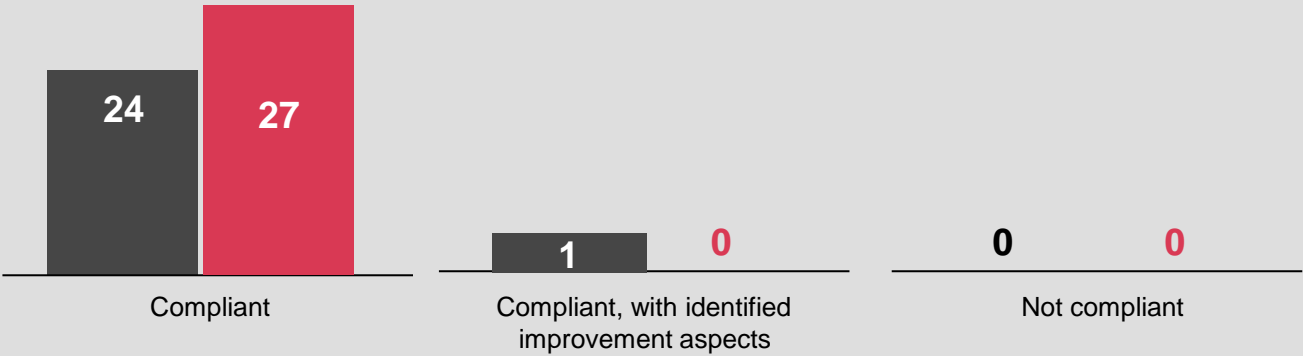 24
27
1
0
0
0
Compliant
Compliant, with identified
improvement aspects
Not compliant